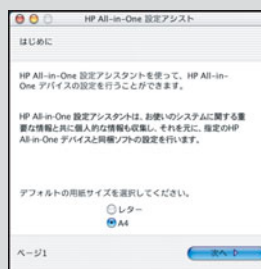 HP All-in-One 設定アシスト
はじめに
HP All-in-One 設定アシスタントを使って、HP All-in-
One デバイスの設定を行うことができます。
HP All-in-One 設定アシスタントは、お使いのシステムに関する重
要な情報と共に個人的な情報も収集し、それを元に、指定のHP
All-in-One デバイスと同梱ソフトの設定を行います。
デフォルトの用紙サイズを選択してください。
レター
A4
ページ1
次へ